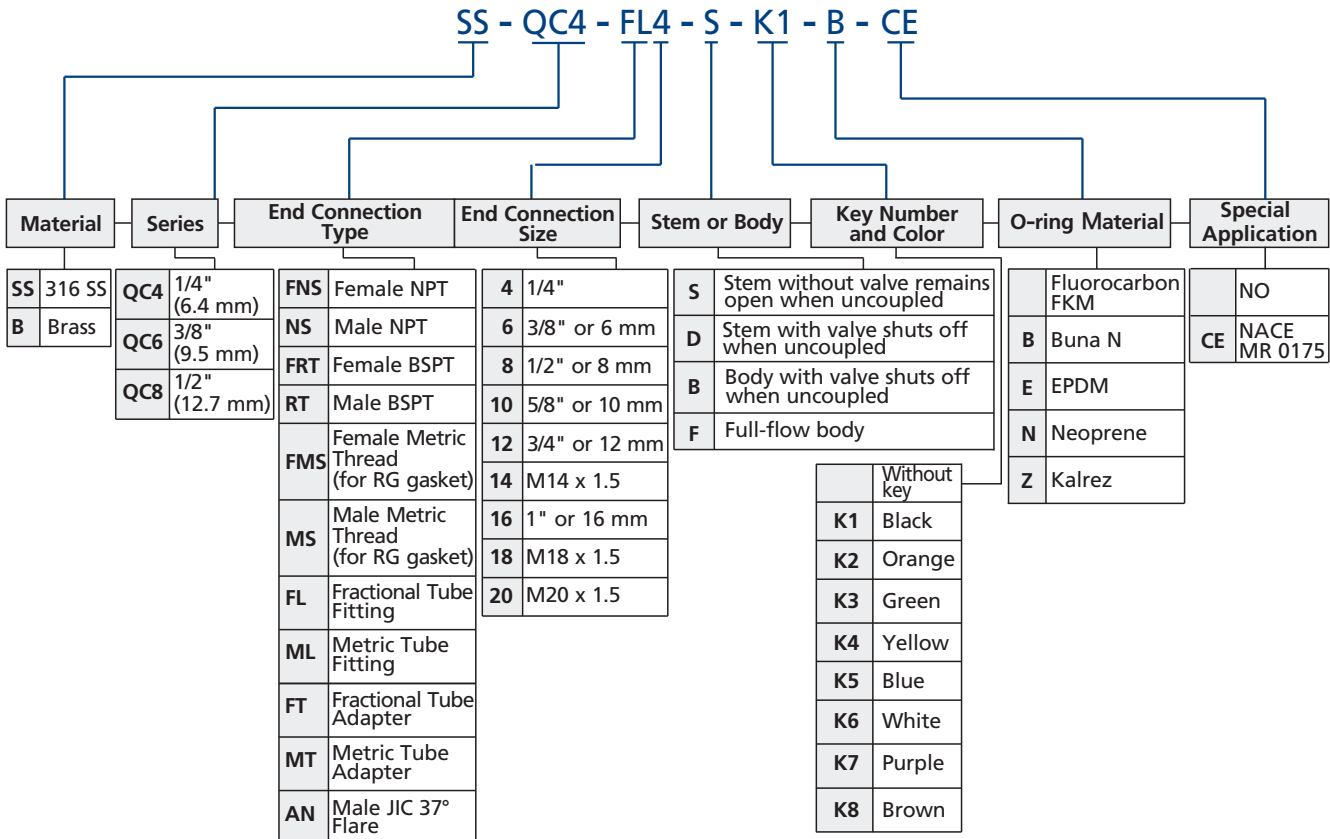 SS - QC4 - FL4 - S - K1 - B - CE
Material
Series
End Connection
Type
End Connection
Size
Stem or Body
Key Number
and Color
O-ring Material
Special
Application
SS 316 SS
B Brass
QC4 1/4"
(6.4 mm)
QC6 3/8"
(9.5 mm)
QC8 1/2"
(12.7 mm)
FNS Female NPT
NS Male NPT
FRT Female BSPT
RT Male BSPT
FMS Female Metric
Thread
(for RG gasket)
MS Male Metric
Thread
(for RG gasket)
FL Fractional Tube
Fitting
ML Metric Tube
Fitting
FT Fractional Tube
Adapter
MT Metric Tube
Adapter
AN Male JIC 37°
Flare
4 1/4"
6 3/8" or 6 mm
8 1/2" or 8 mm
10 5/8" or 10 mm
12 3/4" or 12 mm
14 M14 x 1.5
16 1" or 16 mm
18 M18 x 1.5
20 M20 x 1.5
S Stem without valve remains
open when uncoupled
D Stem with valve shuts off
when uncoupled
B Body with valve shuts off
when uncoupled
F Full-flow body
Without
key
K1 Black
K2 Orange
K3 Green
K4 Yellow
K5 Blue
K6 White
K7 Purple
K8 Brown
Fluorocarbon
FKM
B Buna N
E EPDM
N Neoprene
Z Kalrez
NO
CE NACE
MR 0175